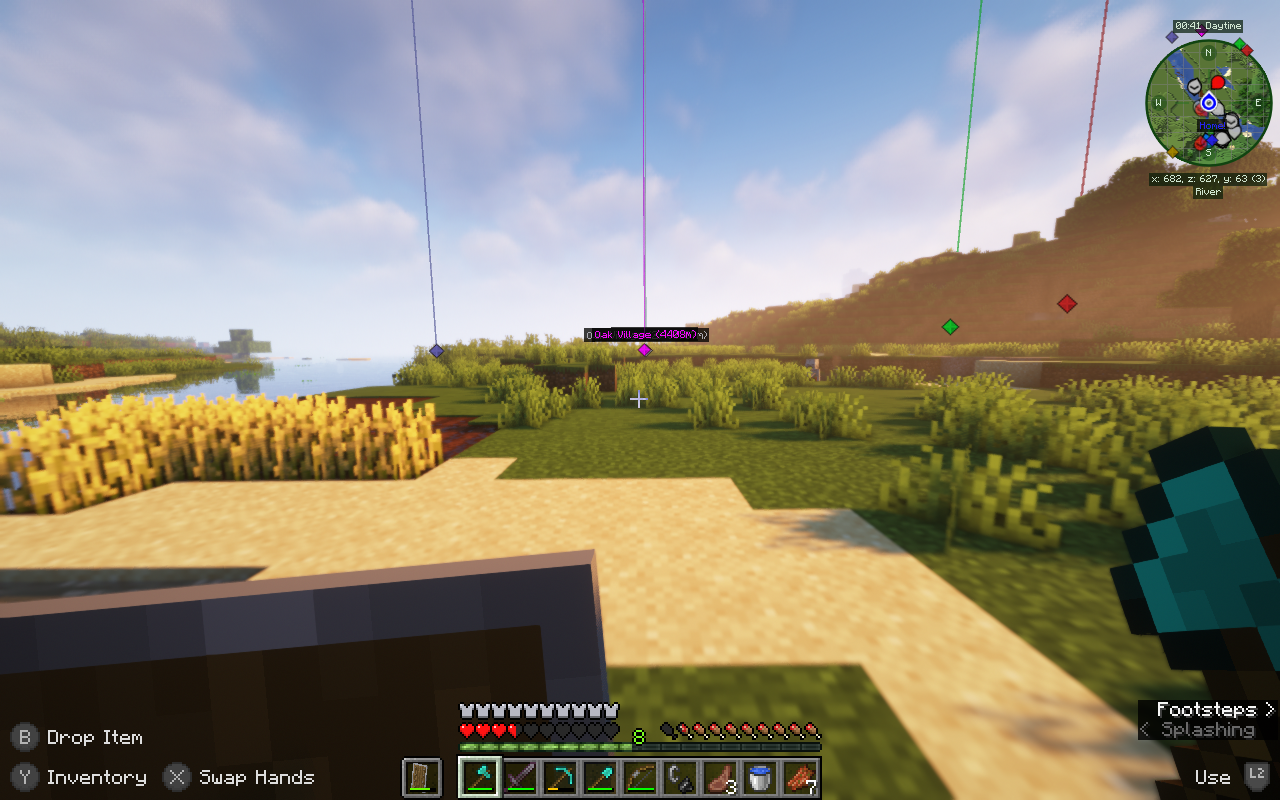 00:41 Daytime
N
W
E
Home
S
x: 682, z: 627, y: 63 (3)
River
Oak Village (4408m)
Footsteps >
< Splashing
8
B Drop Item
Y Inventory
X Swap Hands
3
7
Use L2